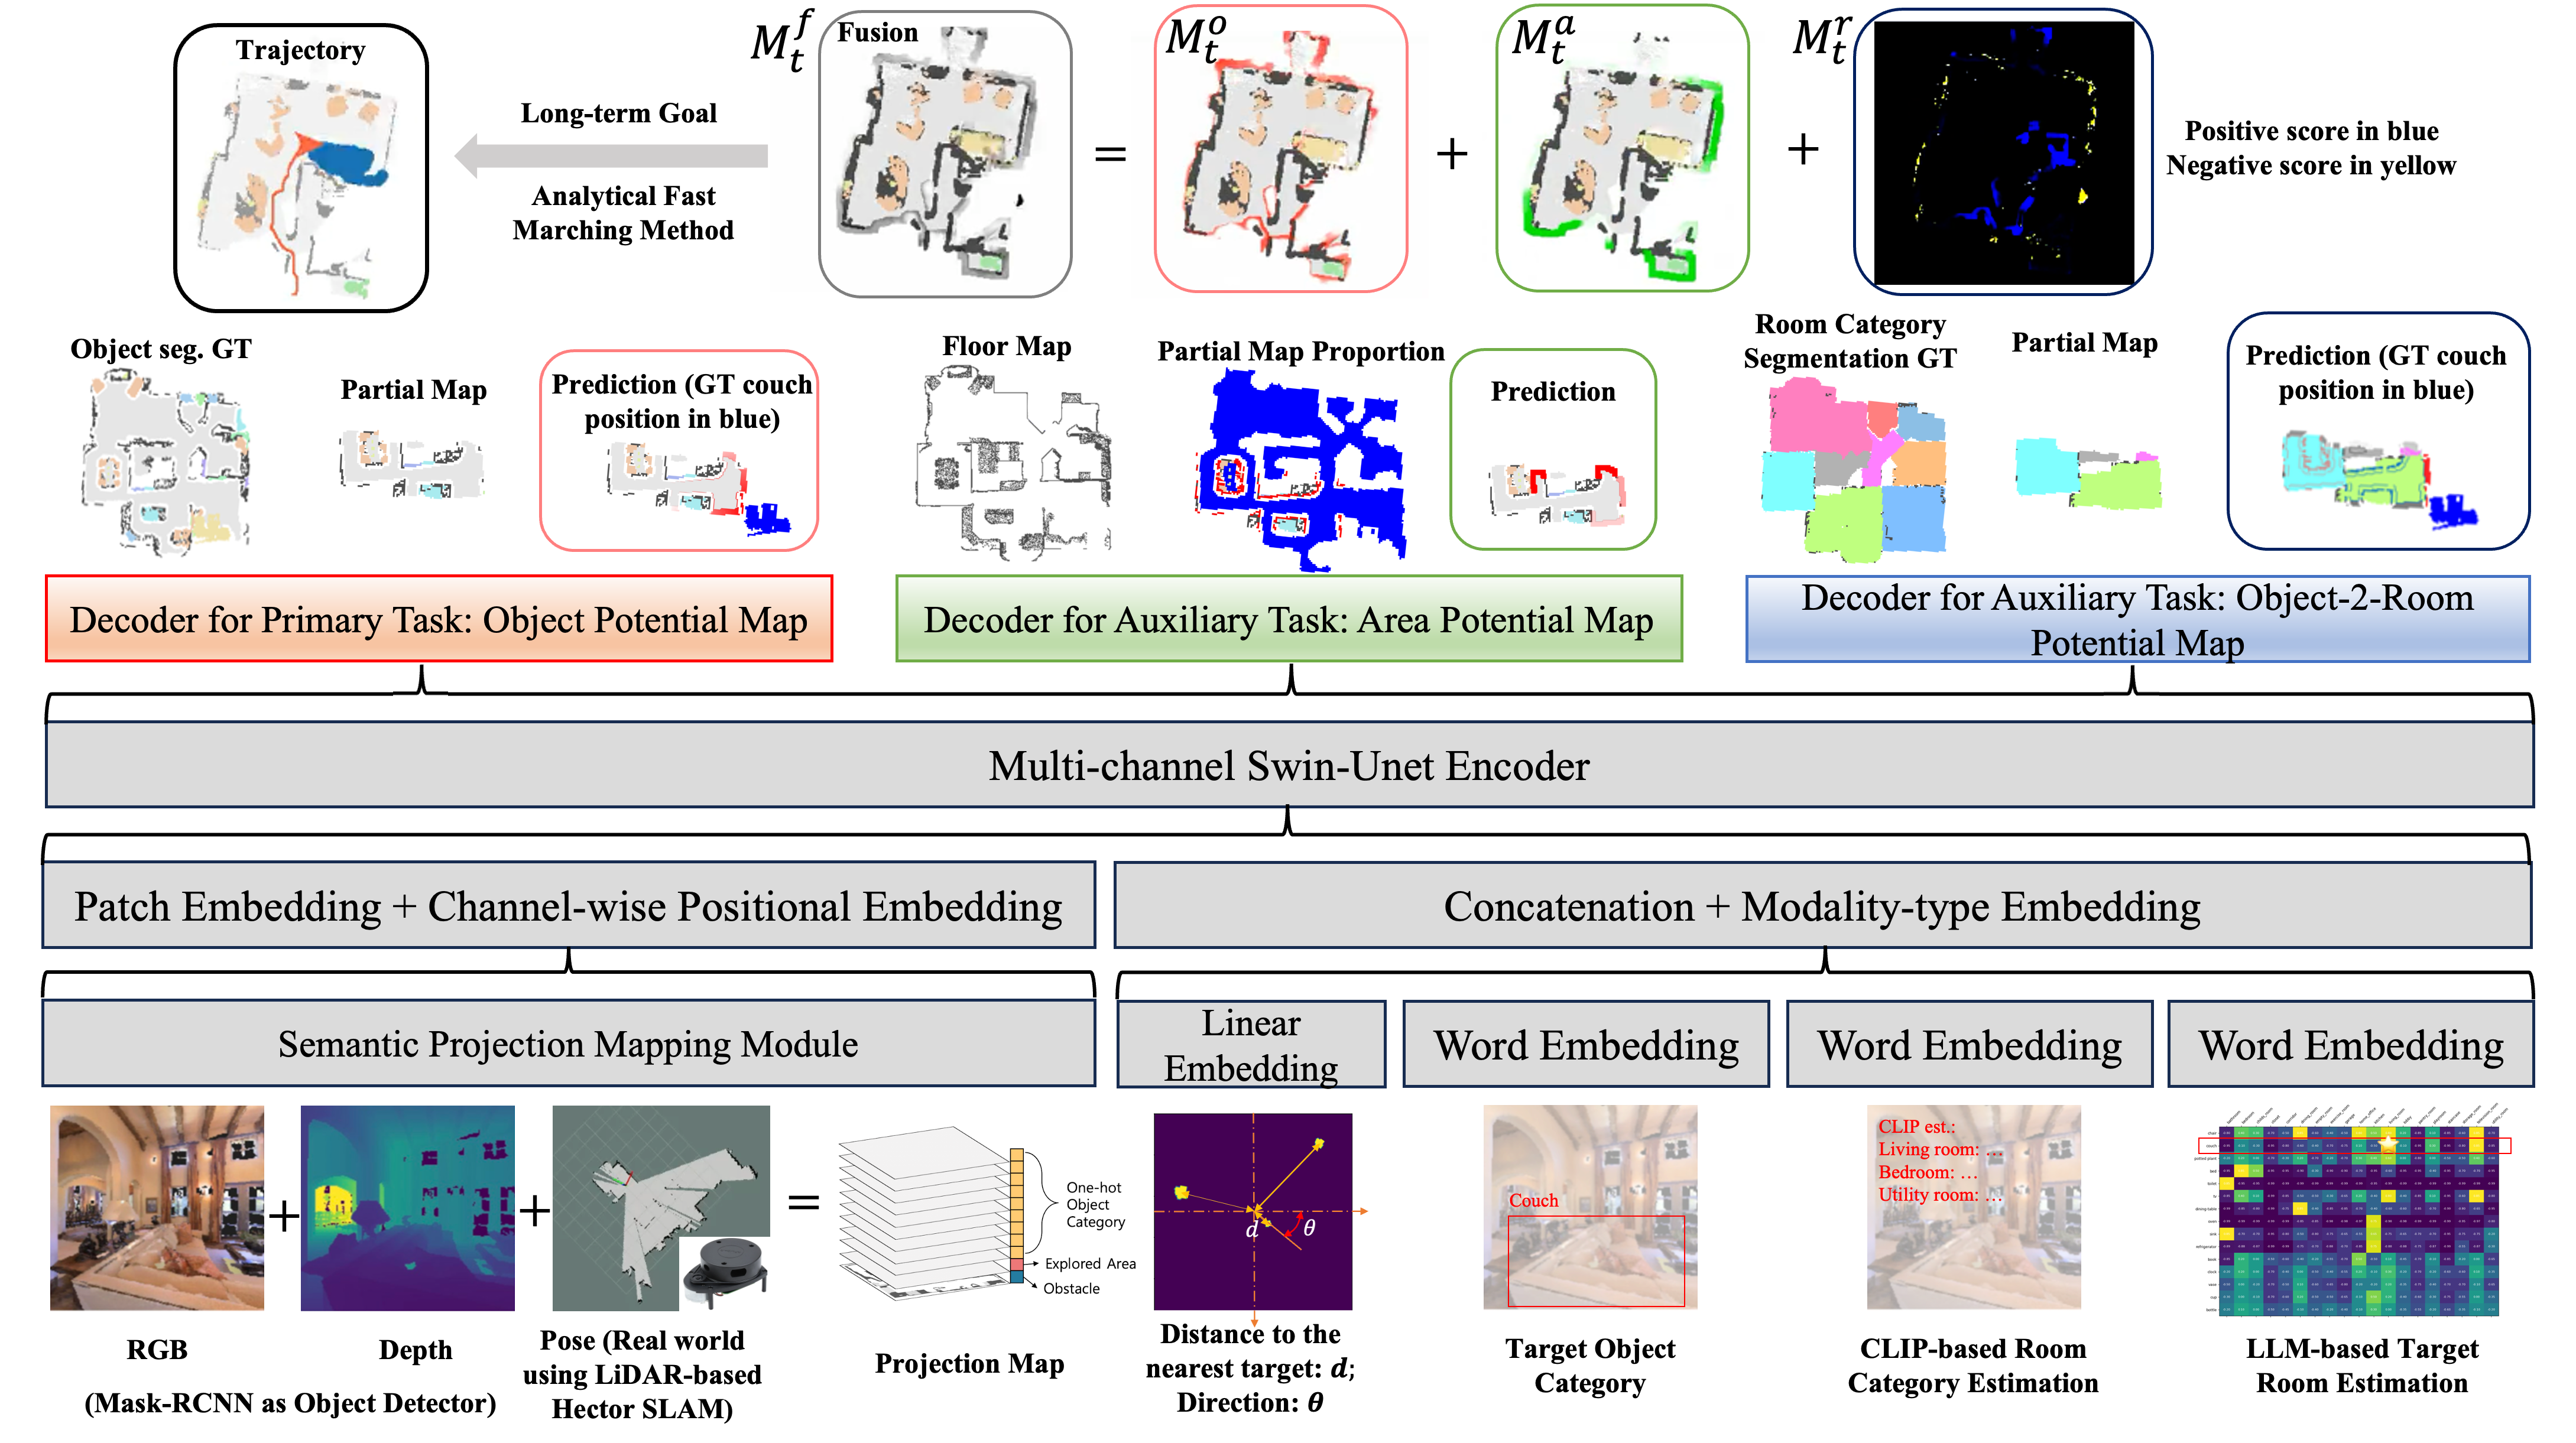 Trajectory
Long-term Goal
Analytical Fast
Marching Method
M_t^f
Fusion
=
M_t^o
+
M_t^a
+
M_t^r
Positive score in blue
Negative score in yellow
Object seg. GT
Partial Map
Prediction (GT couch
position in blue)
Floor Map
Partial Map Proportion
Prediction
Room Category
Segmentation GT
Partial Map
Prediction (GT couch
position in blue)
Decoder for Primary Task: Object Potential Map
Decoder for Auxiliary Task: Area Potential Map
Decoder for Auxiliary Task: Object-2-Room
Potential Map
Multi-channel Swin-Unet Encoder
Patch Embedding + Channel-wise Positional Embedding
Concatenation + Modality-type Embedding
Semantic Projection Mapping Module
Linear
Embedding
Word Embedding
Word Embedding
Word Embedding
+
+
=
One-hot
Object
Category
Explored Area
Obstacle
d
θ
Couch
CLIP est.:
Living room: ...
Bedroom: ...
Utility room: ...
RGB
Depth
(Mask-RCNN as Object Detector)
Pose (Real world
using LiDAR-based
Hector SLAM)
Projection Map
Distance to the
nearest target: d;
Direction: θ
Target Object
Category
CLIP-based Room
Category Estimation
LLM-based Target
Room Estimation